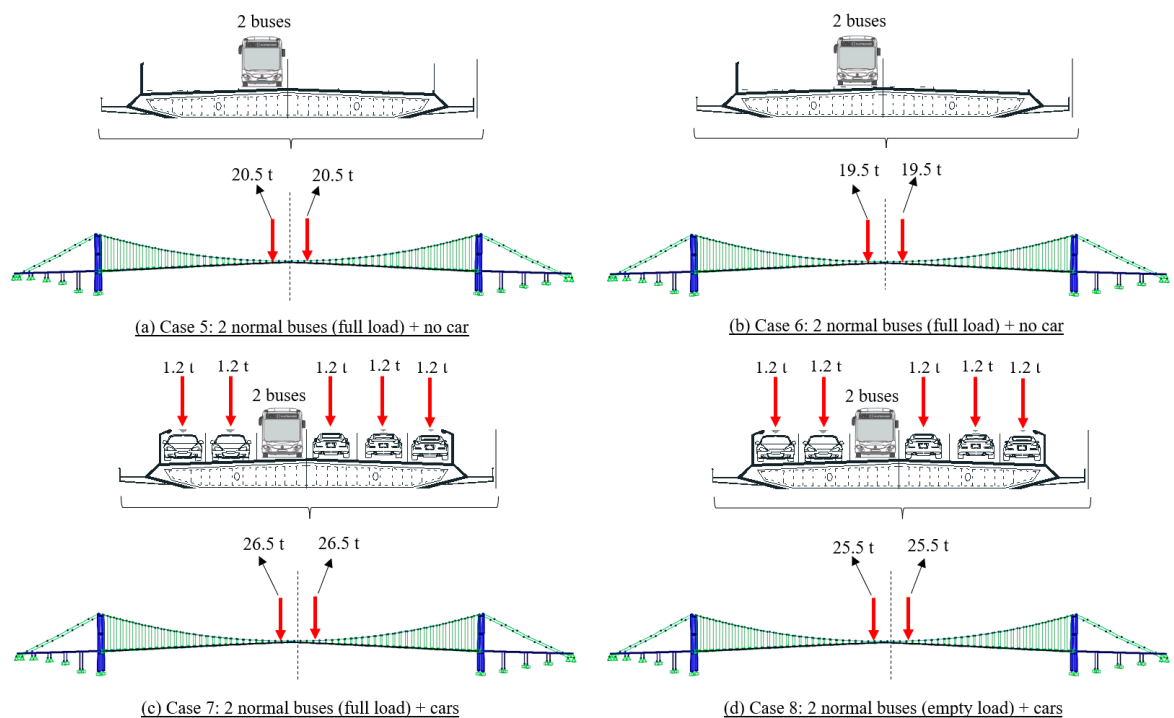 2 buses
2 buses
20.5 t
20.5 t
19.5 t
19.5 t
(a) Case 5: 2 normal buses (full load) + no car
(b) Case 6: 2 normal buses (full load) + no car
1.2 t
1.2 t
1.2 t
1.2 t
1.2 t
1.2 t
1.2 t
1.2 t
1.2 t
1.2 t
2 buses
2 buses
26.5 t
26.5 t
25.5 t
25.5 t
(c) Case 7: 2 normal buses (full load) + cars
(d) Case 8: 2 normal buses (empty load) + cars